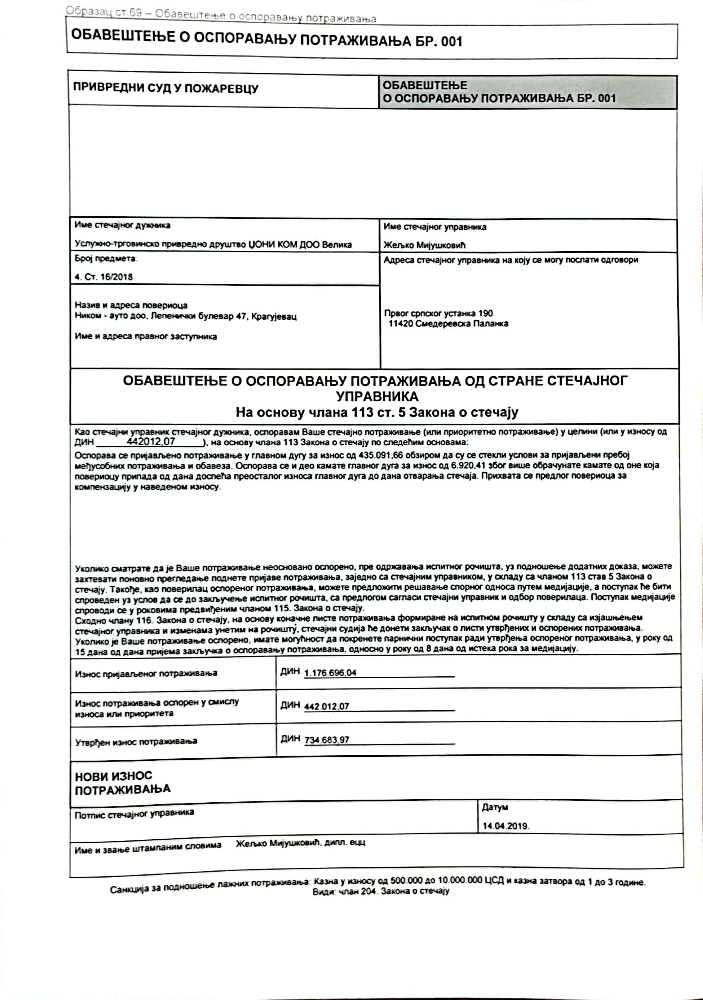 Образац ст.69 – Обавештење о оспоравању потраживања
ОБАВЕШТЕЊЕ О ОСПОРАВАЊУ ПОТРАЖИВАЊА БР. 001
ПРИВРЕДНИ СУД У ПОЖАРЕВЦУ
ОБАВЕШТЕЊЕ
О ОСПОРАВАЊУ ПОТРАЖИВАЊА БР. 001
Име стечајног дужника
Услужно-трговинско привредно друштво ЏОНИ КОМ ДОО Велика
Име стечајног управника
Жељко Мијушковић
Број предмета:
4. Ст. 16/2018
Адреса стечајног управника на коју се могу послати одговори
Првог српског устанка 190
11420 Смедеревска Паланка
Назив и адреса повериоца
Ником - ауто доо, Лепенички булевар 47, Крагујевац
Име и адреса правног заступника
ОБАВЕШТЕЊЕ О ОСПОРАВАЊУ ПОТРАЖИВАЊА ОД СТРАНЕ СТЕЧАЈНОГ
УПРАВНИКА
На основу члана 113 ст. 5 Закона о стечају
Као стечајни управник стечајног дужника, оспоравам Ваше стечајно потраживање (или приоритетно потраживање) у целини (или у износу од
ДИН 442012,07 ), на основу члана 113 Закона о стечају по следећим основама:
Оспорава се пријављено потраживање у главном дугу за износ од 435.091,66 обзиром да су се стекли услови за пријављени пребој
међусобних потраживања и обавеза. Оспорава се и део камате главног дуга за износ од 6.920,41 због више обрачунате камате од оне која
повериоцу припада од дана доспећа преосталог износа главног дуга до дана отварања стечаја. Прихвата се предлог повериоца за
компензацију у наведеном износу.
Уколико сматрате да је Ваше потраживање неосновано оспорено, пре одржавања испитног рочишта, уз подношење додатних доказа, можете
захтевати поновно прегледање поднете пријаве потраживања, заједно са стечајним управником, у складу са чланом 113 став 5 Закона о
стечају. Такође, као поверилац оспореног потраживања, можете предложити решавање спорног односа путем медијације, а поступак ће бити
спроведен уз услов да се до закључење испитног рочишта, са предлогом сагласи стечајни управник и одбор поверилаца. Поступак медијације
спроводи се у роковима предвиђеним чланом 115. Закона о стечају.
Сходно члану 116. Закона о стечају, на основу коначне листе потраживања формиране на испитном рочишту у складу са изјашњењем
стечајног управника и изменама унетим на рочишту, стечајни судија ће донети закључак о листи утврђених и оспорених потраживања.
Уколико је Ваше потраживање оспорено, имате могућност да покренете парнични поступак ради утврђења оспореног потраживања, у року од
15 дана од дана пријема закључка о оспоравању потраживања, односно у року од 8 дана од истека рока за медијацију.
Износ пријављеног потраживања
ДИН 1.176.696,04
Износ потраживања оспорен у смислу
износа или приоритета
ДИН 442.012,07
Утврђен износ потраживања
ДИН 734.683,97
НОВИ ИЗНОС
ПОТРАЖИВАЊА
Потпис стечајног управника
Датум
14.04.2019.
Име и звање штампаним словима Жељко Мијушковић, дипл. ецц
Санкција за подношење лажних потраживања: Казна у износу од 500.000 до 10.000.000 ЦСД и казна затвора од 1 до 3 године.
Види: члан 204. Закона о стечају